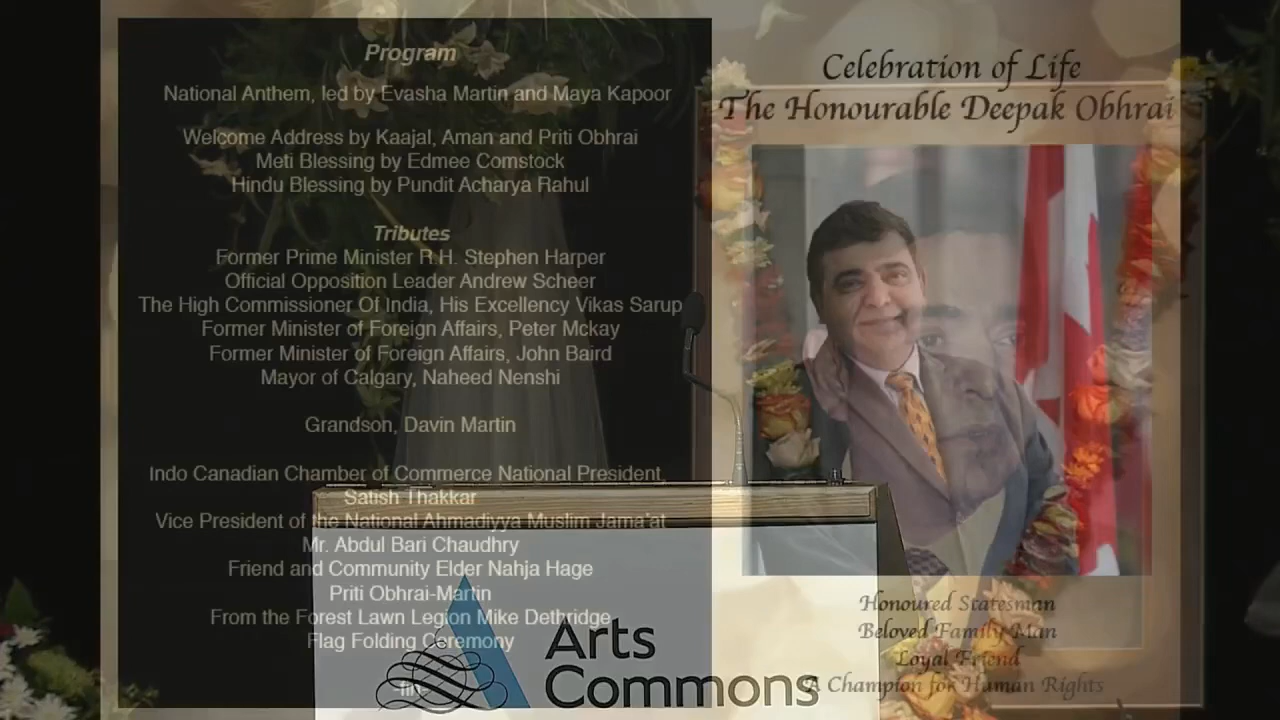 Program
National Anthem, led by Evasha Martin and Maya Kapoor
Welcome Address by Kaajal, Aman and Priti Obhrai
Meti Blessing by Edmee Comstock
Hindu Blessing by Pundit Acharya Rahul
Tributes
Former Prime Minister R.H. Stephen Harper
Official Opposition Leader Andrew Scheer
The High Commissioner Of India, His Excellency Vikas Sarup
Former Minister of Foreign Affairs, Peter Mckay
Former Minister of Foreign Affairs, John Baird
Mayor of Calgary, Naheed Nenshi
Grandson, Davin Martin
Indo Canadian Chamber of Commerce National President,
Satish Thakkar
Vice President of the National Ahmadiyya Muslim Jama'at
Mr. Abdul Bari Chaudhry
Friend and Community Elder Nahja Hage
Priti Obhrai-Martin
From the Forest Lawn Legion Mike Dethridge
Flag Folding Ceremony
Arts
Commons
Celebration of Life
The Honourable Deepak Obhrai
Honoured Statesman
Beloved Family Man
Loyal Friend
A Champion for Human Rights